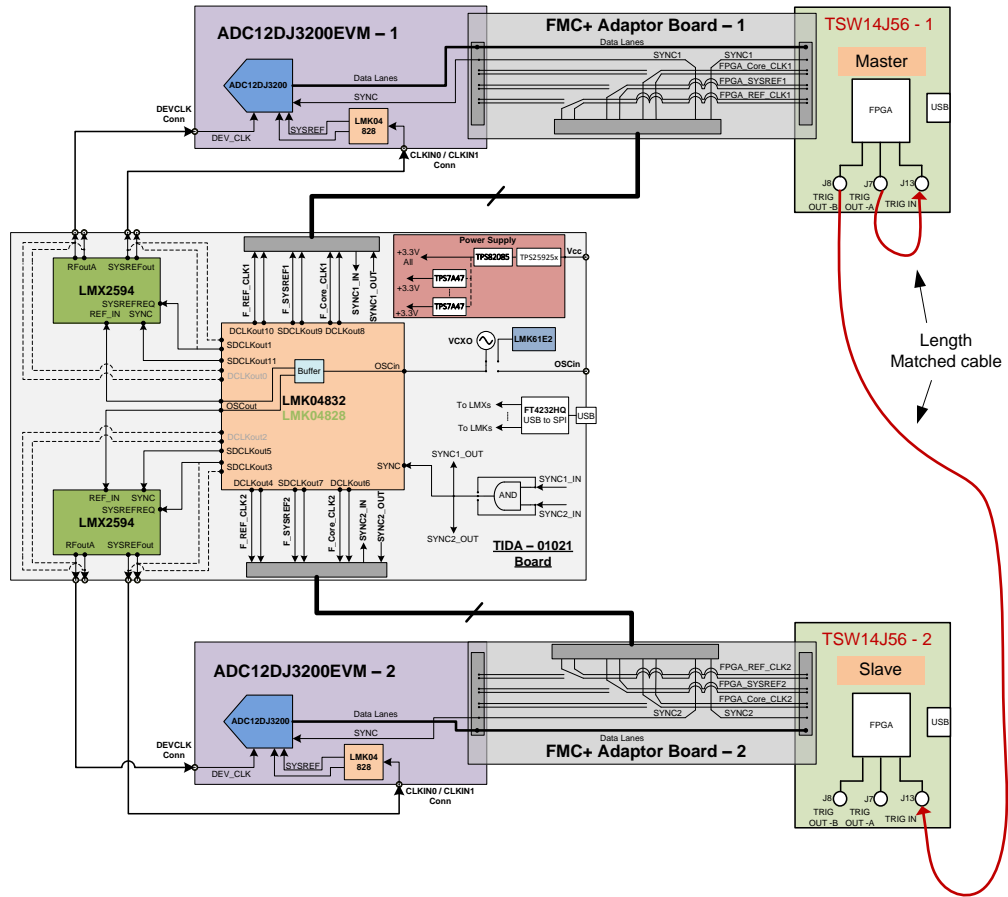 ADC12DJ3200EVM – 1
ADC12DJ3200
Data Lanes
SYNC
SYSREF
LMK04
828
DEV_CLK
DEVCLK
Conn
CLKIN0 / CLKIN1
Conn
FMC+ Adaptor Board – 1
Data Lanes
SYNC1
SYNC1
FPGA_Core_CLK1
FPGA_SYSREF1
FPGA_REF_CLK1
TSW14J56 - 1
Master
FPGA
USB
J8
J7
J13
TRIG
OUT -B
TRIG
OUT -A
TRIG IN
Length
Matched cable
RFoutA
SYSREFout
LMX2594
SYSREFREQ
REF_IN
SYNC
F_REF_CLK1
F_SYSREF1
F_Core_CLK1
SYNC1_IN
SYNC1_OUT
Power Supply
+3.3V
All
TPS82085
TPS25925x
Vcc
TPS7A47
+3.3V
TPS7A47
+3.3V
DCLKout10
SDCLKout9
DCLKout8
SDCLKout1
SDCLKout11
DCLKout0
Buffer
OSCin
OSCout
LMK04832
LMK04828
VCXO
LMK61E2
OSCin
To LMXs
To LMKs
FT4232HQ
USB to SPI
USB
DCLKout2
SDCLKout5
SDCLKout3
SYNC
SYNC1_OUT
AND
SYNC1_IN
SYNC2_IN
SYNC2_OUT
DCLKout4
SDCLKout7
DCLKout6
F_REF_CLK2
F_SYSREF2
F_Core_CLK2
SYNC2_IN
SYNC2_OUT
REF_IN
SYNC
SYSREFREQ
LMX2594
RFoutA
SYSREFout
TIDA – 01021
Board
ADC12DJ3200EVM – 2
ADC12DJ3200
Data Lanes
SYNC
SYSREF
LMK04
828
DEV_CLK
DEVCLK
Conn
CLKIN0 / CLKIN1
Conn
FPGA_REF_CLK2
FPGA_SYSREF2
FPGA_Core_CLK2
SYNC2
SYNC2
Data Lanes
FMC+ Adaptor Board – 2
TSW14J56 - 2
Slave
FPGA
USB
J8
J7
J13
TRIG
OUT -B
TRIG
OUT -A
TRIG IN